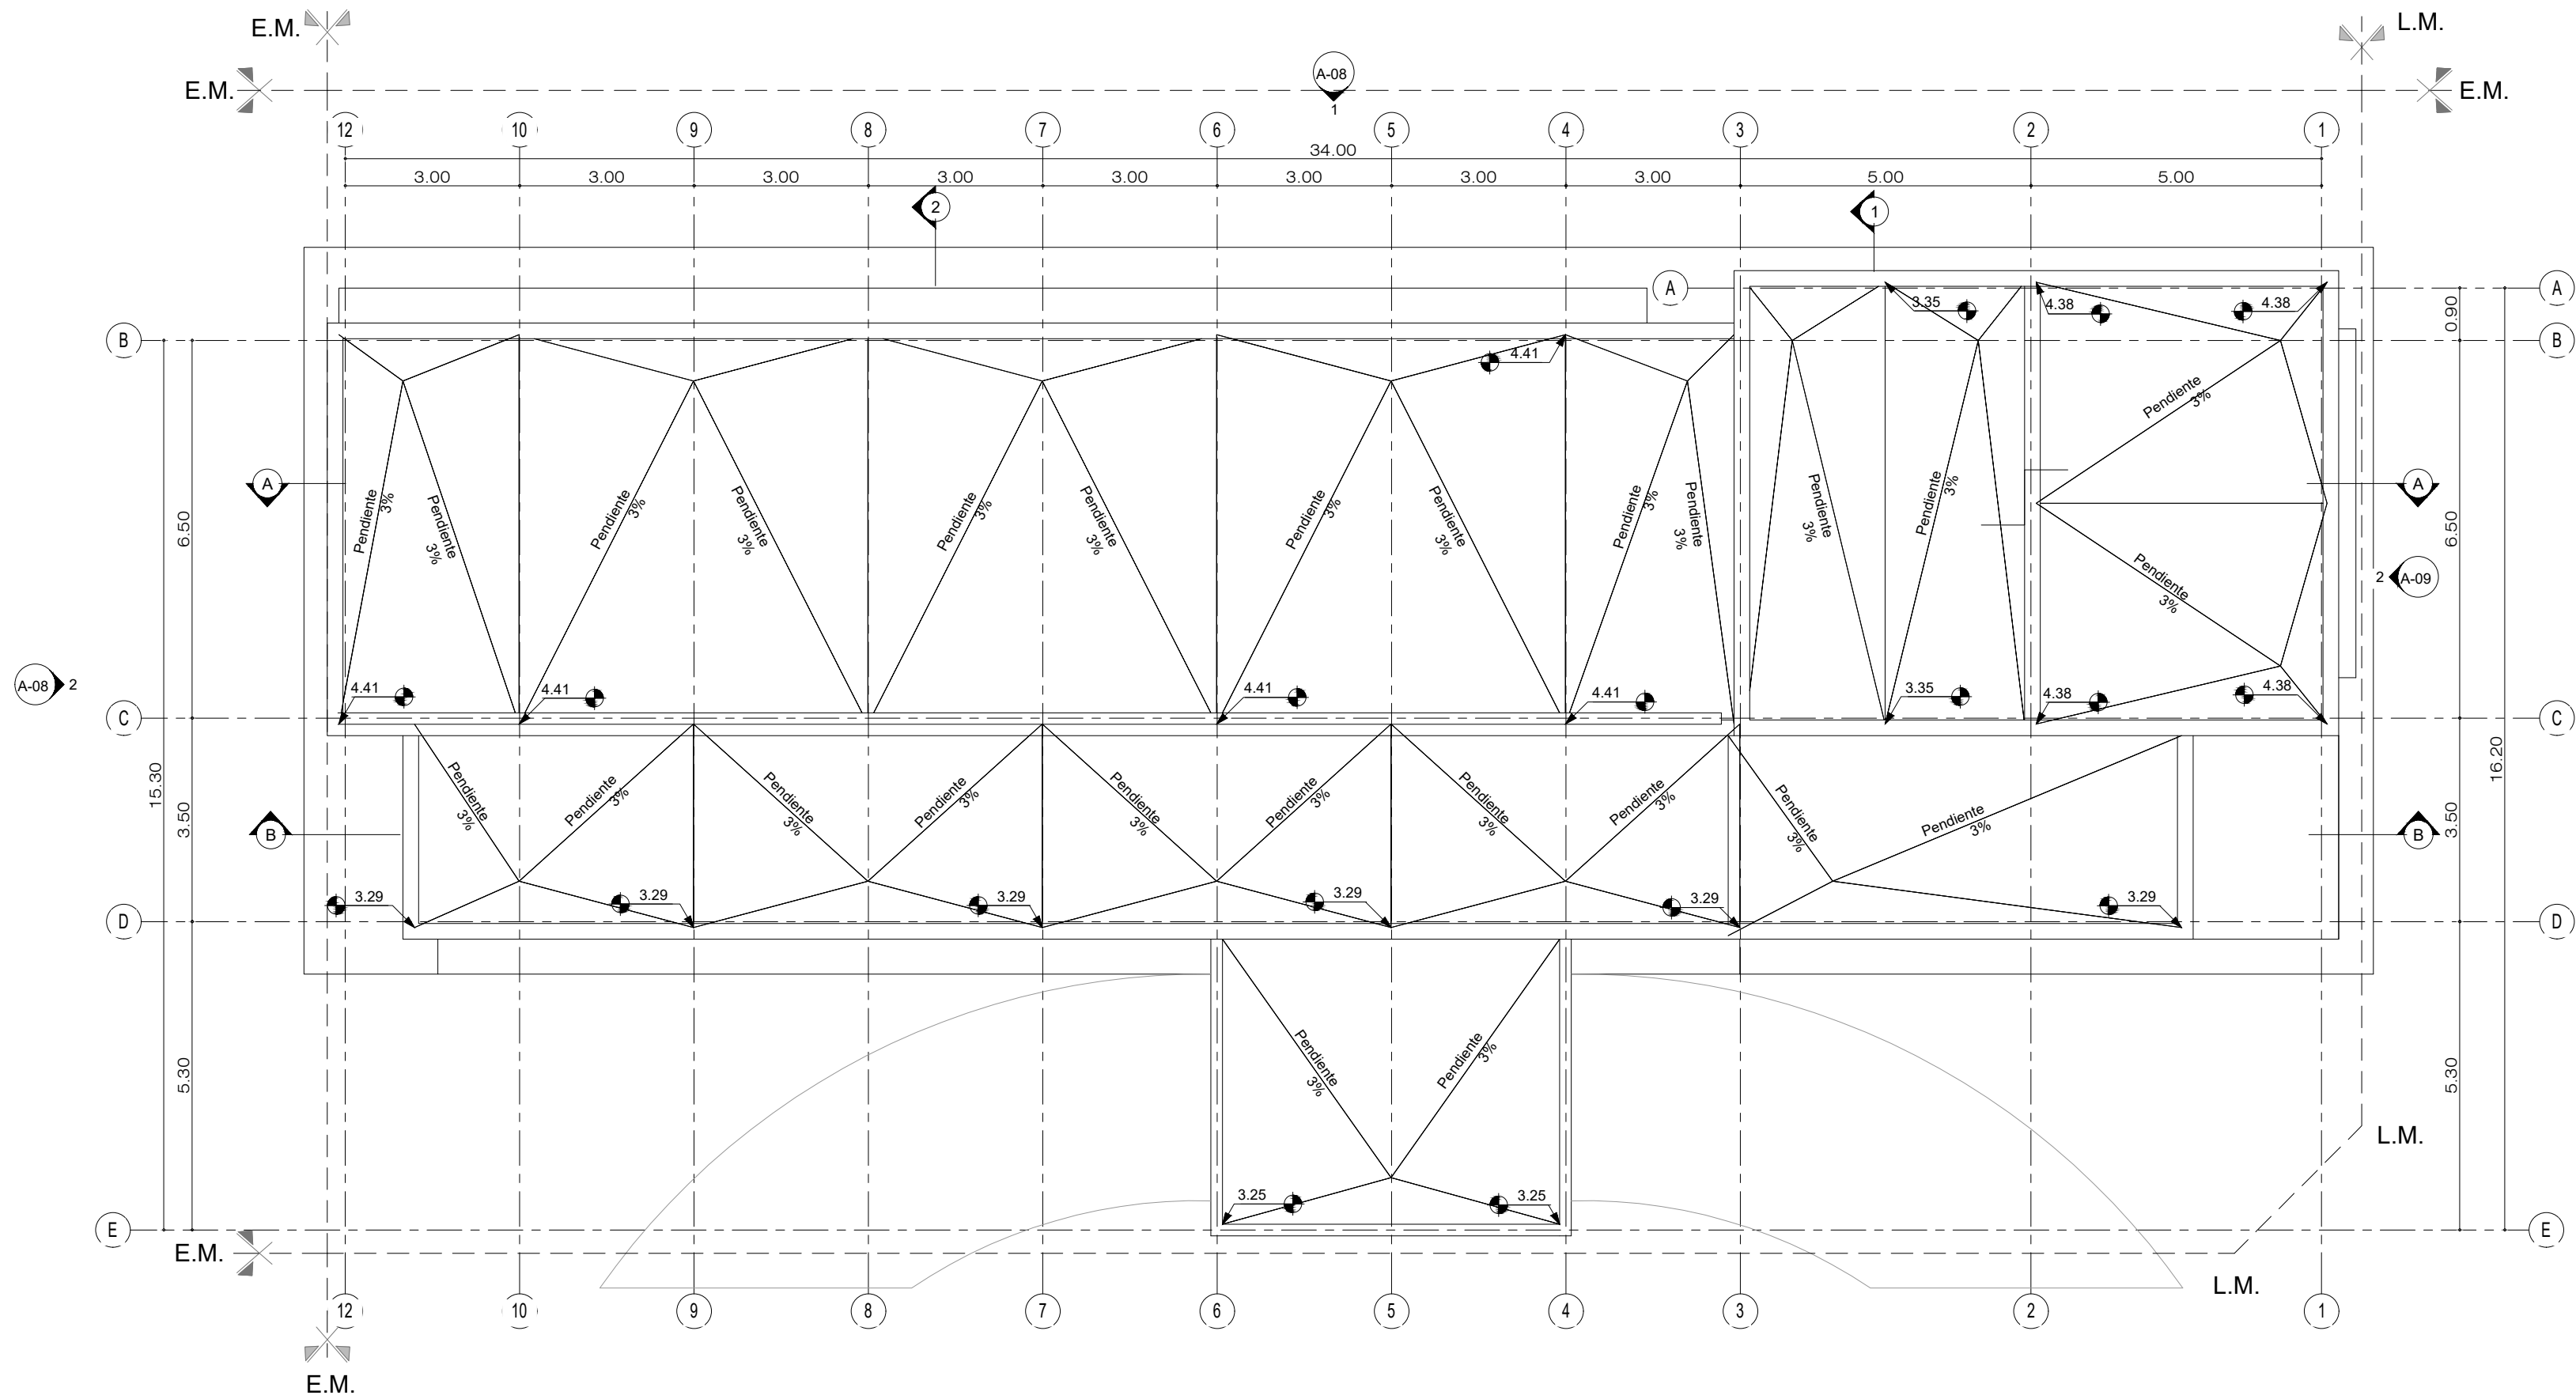 E.M.
L.M.
E.M.
A-08
1
E.M.
12
10
9
8
7
6
5
4
3
2
1
34.00
3.00
3.00
3.00
3.00
3.00
3.00
3.00
3.00
5.00
5.00
2
1
A
A
3.35
4.38
4.38
0.90
B
B
4.41
Pendiente
3%
Pendiente
3%
Pendiente
3%
Pendiente
3%
Pendiente
3%
Pendiente
3%
Pendiente
3%
Pendiente
3%
Pendiente
3%
Pendiente
3%
Pendiente
3%
Pendiente
3%
Pendiente
3%
Pendiente
3%
A
A
6.50
6.50
2
A-09
A-08
2
4.41
4.41
4.41
4.41
3.35
4.38
4.38
C
C
15.30
16.20
Pendiente
3%
Pendiente
3%
Pendiente
3%
Pendiente
3%
Pendiente
3%
Pendiente
3%
Pendiente
3%
Pendiente
3%
Pendiente
3%
Pendiente
3%
3.50
3.50
B
B
3.29
3.29
3.29
3.29
3.29
3.29
D
D
5.30
5.30
Pendiente
3%
Pendiente
3%
L.M.
3.25
3.25
E
E
E.M.
L.M.
12
10
9
8
7
6
5
4
3
2
1
E.M.